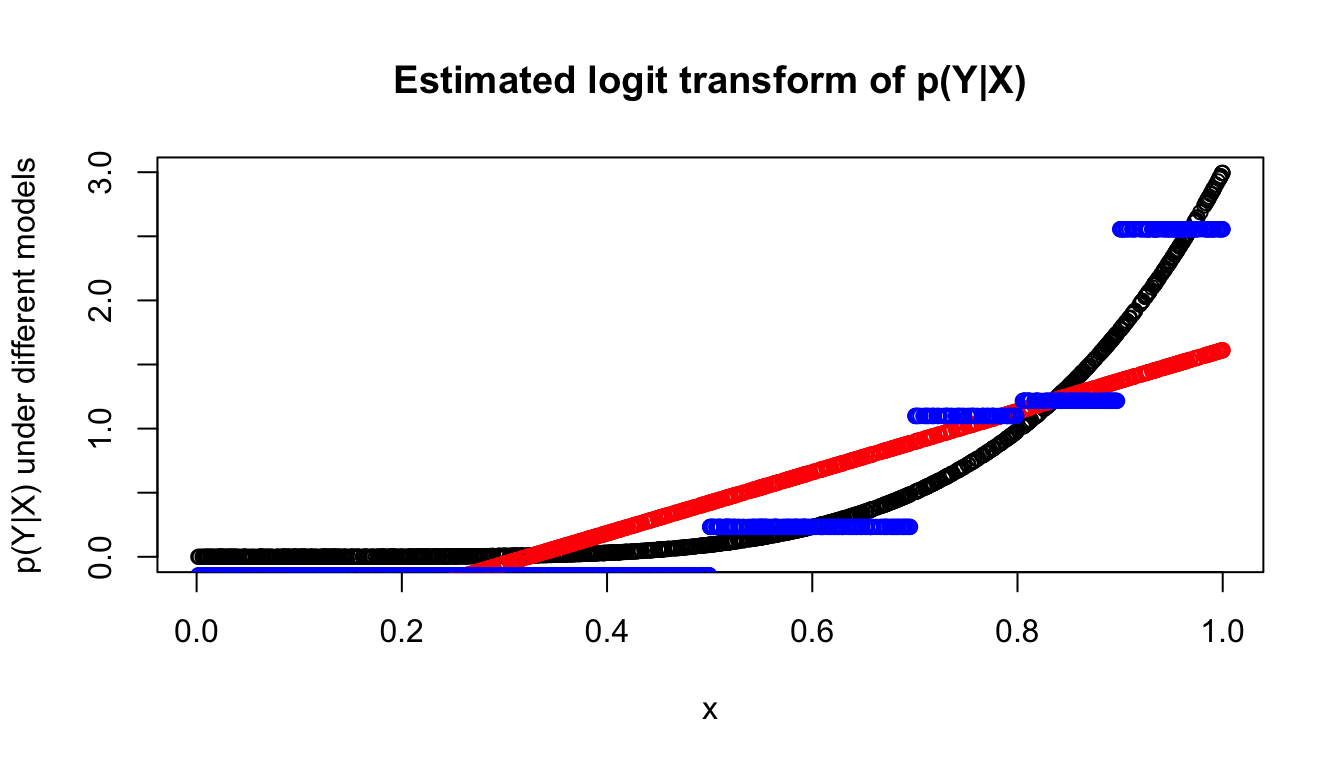 Estimated logit transform of p(Y|X)
p(Y|X) under different models
3.0
2.0
1.0
0.0
0.0 0.2 0.4 0.6 0.8 1.0
x